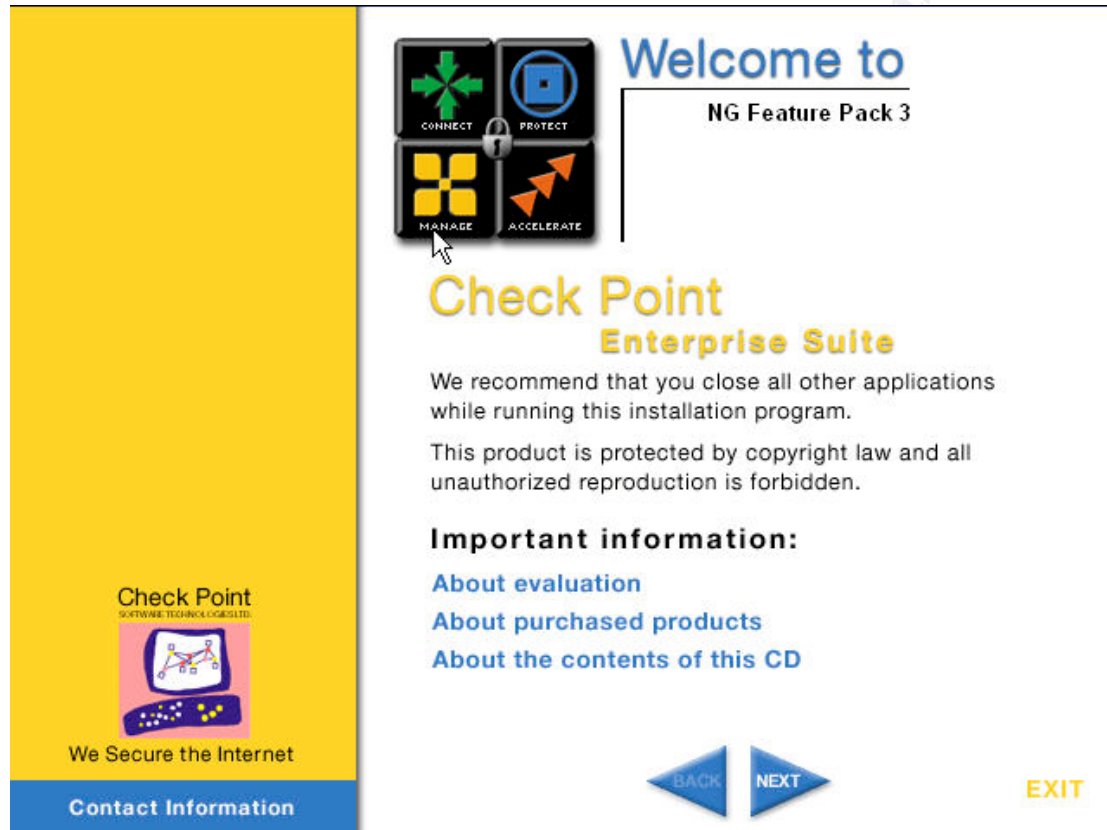 Welcome to
NG Feature Pack 3
CONNECT
PROTECT
MANAGE
ACCELERATE
Check Point
Enterprise Suite
We recommend that you close all other applications
while running this installation program.
This product is protected by copyright law and all
unauthorized reproduction is forbidden.
Important information:
About evaluation
About purchased products
About the contents of this CD
Check Point
SOFTWARE TECHNOLOGIES LTD.
We Secure the Internet
Contact Information
BACK
NEXT
EXIT